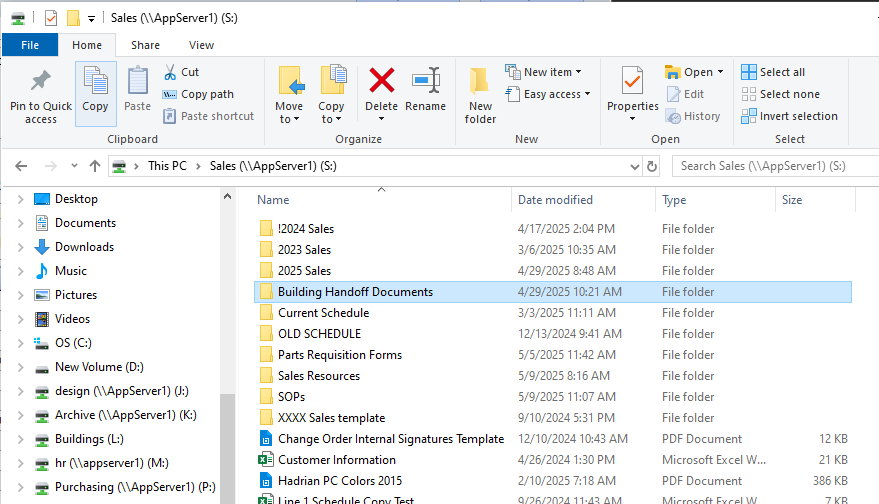 Sales (\\AppServer1) (S:)
File Home Share View
Pin to Quick access
Copy
Paste
Cut
Copy path
Paste shortcut
Clipboard
Move to
Copy to
Delete
Rename
Organize
New folder
New item
Easy access
New
Properties
Open
Edit
History
Open
Select all
Select none
Invert selection
Select
This PC > Sales (\\AppServer1) (S:)
Search Sales (\\AppServer1) (S:)
Desktop
Documents
Downloads
Music
Pictures
Videos
OS (C:)
New Volume (D:)
design (\\AppServer1) (J:)
Archive (\\AppServer1) (K:)
Buildings (L:)
hr (\\appserver1) (M:)
Purchasing (\\AppServer1) (P:)
Name Date modified Type Size
!2024 Sales 4/17/2025 2:04 PM File folder
2023 Sales 3/6/2025 10:35 AM File folder
2025 Sales 4/29/2025 8:48 AM File folder
Building Handoff Documents 4/29/2025 10:21 AM File folder
Current Schedule 3/3/2025 11:11 AM File folder
OLD SCHEDULE 12/13/2024 9:41 AM File folder
Parts Requisition Forms 5/5/2025 11:42 AM File folder
Sales Resources 5/9/2025 8:16 AM File folder
SOPs 5/9/2025 11:07 AM File folder
XXXX Sales template 9/10/2024 5:31 PM File folder
Change Order Internal Signatures Template 12/10/2024 10:43 AM PDF Document 12 KB
Customer Information 4/26/2024 1:30 PM Microsoft Excel W... 21 KB
Hadrian PC Colors 2015 2/10/2025 7:18 AM PDF Document 386 KB
Line 1 Schedule Copy Test 9/26/2024 11:43 AM Microsoft Excel W... 7 KB